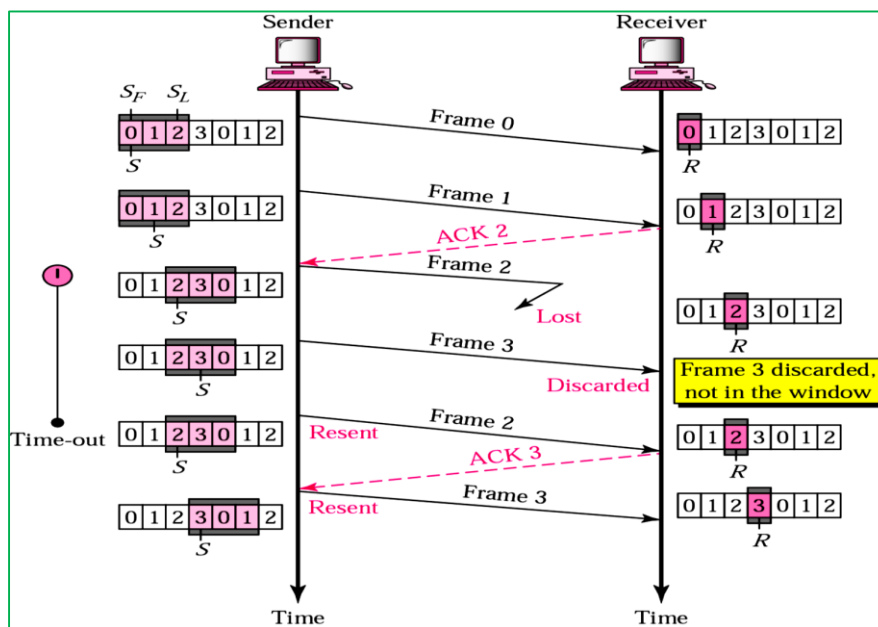 Sender
Receiver
S_F S_L
0 1 2 3 0 1 2
S
Frame 0
0 1 2 3 0 1 2
R
0 1 2 3 0 1 2
S
Frame 1
0 1 2 3 0 1 2
R
ACK 2
0 1 2 3 0 1 2
S
Frame 2
Lost
0 1 2 3 0 1 2
R
0 1 2 3 0 1 2
S
Frame 3
Discarded
Frame 3 discarded,
not in the window
Time-out
0 1 2 3 0 1 2
S
Resent
Frame 2
0 1 2 3 0 1 2
R
ACK 3
0 1 2 3 0 1 2
S
Resent
Frame 3
0 1 2 3 0 1 2
R
Time
Time